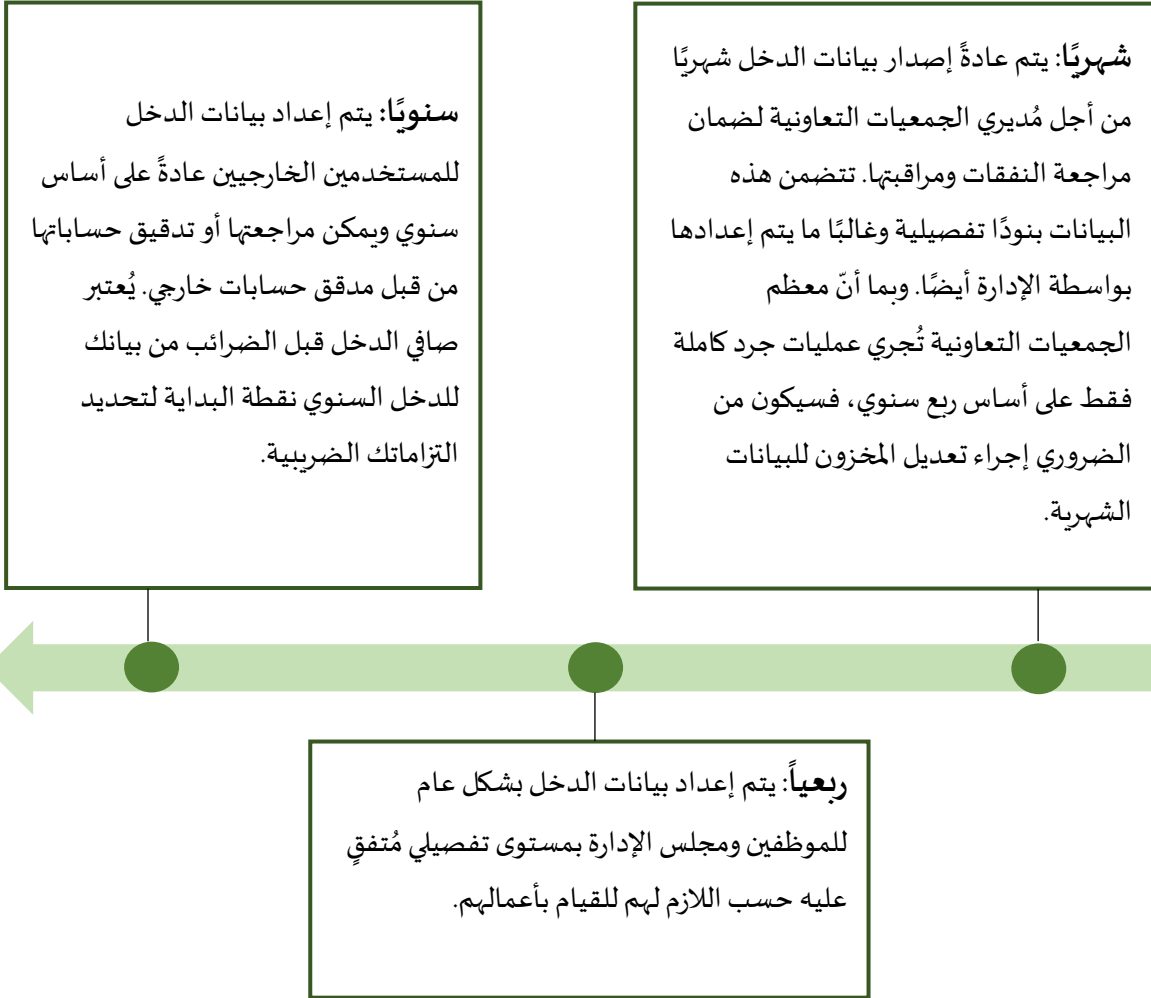 شهريًا: يتم عادةً إصدار بيانات الدخل شهريًا
من أجل مُديري الجمعيات التعاونية لضمان
مراجعة النفقات ومراقبتها. تتضمن هذه
البيانات بنودًا تفصيلية وغالبًا ما يتم إعدادها
بواسطة الإدارة أيضًا. وبما أنّ معظم
الجمعيات التعاونية تُجري عمليات جرد كاملة
فقط على أساس ربع سنوي، فسيكون من
الضروري إجراء تعديل المخزون للبيانات
الشهرية.
ربعياً: يتم إعداد بيانات الدخل بشكل عام
للموظفين ومجلس الإدارة بمستوى تفصيلي مُتفقٍ
عليه حسب اللازم لهم للقيام بأعمالهم.
سنويًا: يتم إعداد بيانات الدخل
للمستخدمين الخارجيين عادةً على أساس
سنوي ويمكن مراجعتها أو تدقيق حساباتها
من قبل مدقق حسابات خارجي. يُعتبر
صافي الدخل قبل الضرائب من بيانك
للدخل السنوي نقطة البداية لتحديد
التزاماتك الضريبية.